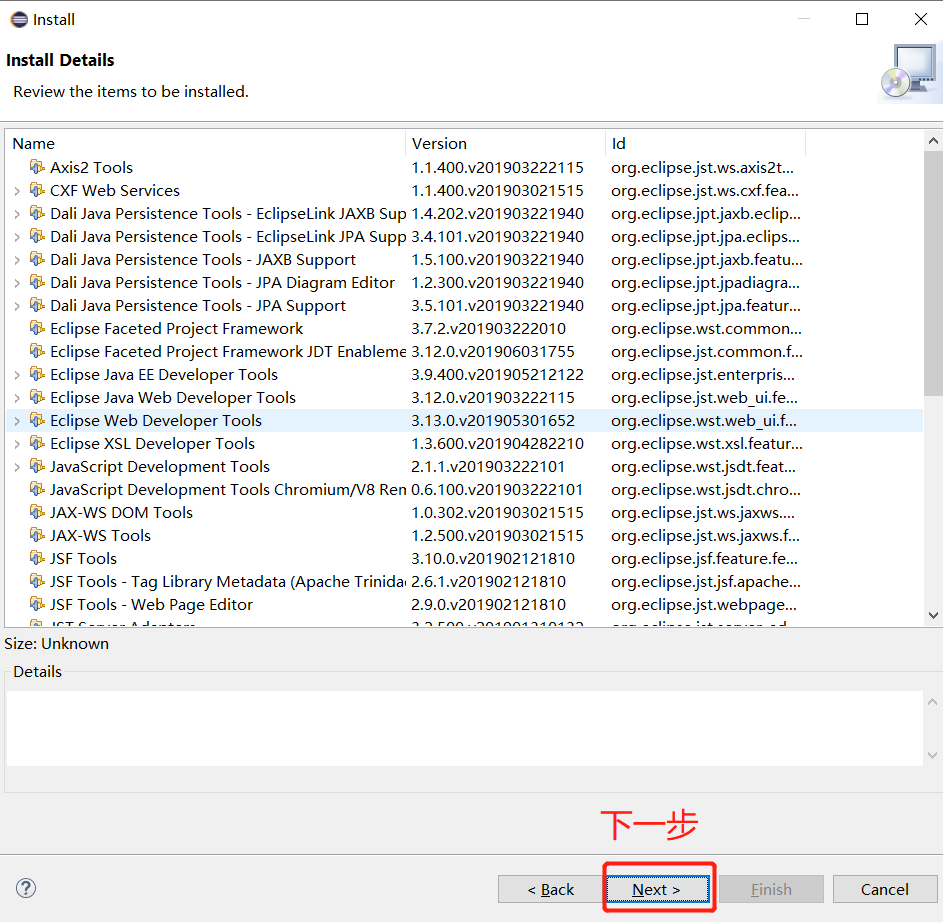 Install
Install Details
Review the items to be installed.
Name Version Id
Axis2 Tools 1.1.400.v201903222115 org.eclipse.jst.ws.axis2t...
CXF Web Services 1.1.400.v201903021515 org.eclipse.jst.ws.cxf.fea...
Dali Java Persistence Tools - EclipseLink JAXB Sup 1.4.202.v201903221940 org.eclipse.jpt.jaxb.eclip...
Dali Java Persistence Tools - EclipseLink JPA Supp 3.4.101.v201903221940 org.eclipse.jpt.jpa.eclips...
Dali Java Persistence Tools - JAXB Support 1.5.100.v201903221940 org.eclipse.jpt.jaxb.featu...
Dali Java Persistence Tools - JPA Diagram Editor 1.2.300.v201903221940 org.eclipse.jpt.jpadiagra...
Dali Java Persistence Tools - JPA Support 3.5.101.v201903221940 org.eclipse.jpt.jpa.featur...
Eclipse Faceted Project Framework 3.7.2.v201903222010 org.eclipse.wst.common...
Eclipse Faceted Project Framework JDT Enableme 3.12.0.v201906031755 org.eclipse.jst.common.f...
Eclipse Java EE Developer Tools 3.9.400.v201905212122 org.eclipse.jst.enterpris...
Eclipse Java Web Developer Tools 3.12.0.v201903222115 org.eclipse.jst.web_ui.fe...
Eclipse Web Developer Tools 3.13.0.v201905301652 org.eclipse.wst.web_ui.f...
Eclipse XSL Developer Tools 1.3.600.v201904282210 org.eclipse.wst.xsl.featur...
JavaScript Development Tools 2.1.1.v201903222101 org.eclipse.wst.jsdt.feat...
JavaScript Development Tools Chromium/V8 Ren 0.6.100.v201903222101 org.eclipse.wst.jsdt.chro...
JAX-WS DOM Tools 1.0.302.v201903021515 org.eclipse.jst.ws.jaxws....
JAX-WS Tools 1.2.500.v201903021515 org.eclipse.jst.ws.jaxws.f...
JSF Tools 3.10.0.v201902121810 org.eclipse.jsf.feature.fe...
JSF Tools - Tag Library Metadata (Apache Trinida 2.6.1.v201902121810 org.eclipse.jst.jsf.apache...
JSF Tools - Web Page Editor 2.9.0.v201902121810 org.eclipse.jst.webpage...
Size: Unknown
Details
下一步
< Back Next > Finish Cancel